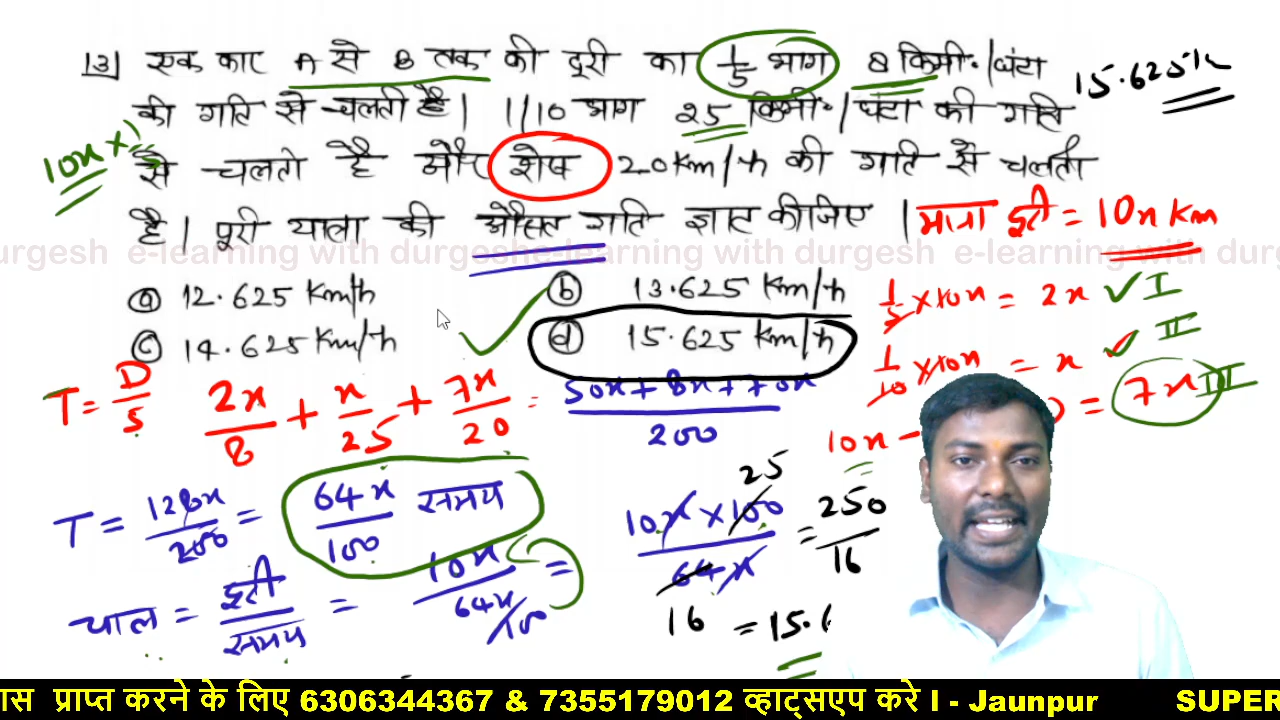 13] एक कार A से B तक की दूरी का 1/5 भाग 8 किमी॰/घंटा
15.625k
की गति से चलती है| 1/10 भाग 25 किमी॰/घंटा की गति
10x
से चलती है और शेष 20Km/h की गति से चलती
है| पूरी यात्रा की औसत गति ज्ञात कीजिए |
माना दूरी = 10x Km
durgesh e-learning with durgeshe-learning with durgesh e-learning with durg
ⓐ 12.625 Km/h ⓑ 13.625 Km/h
ⓒ 14.625 Km/h ⓓ 15.625 Km/h
1/5 ×10x = 2x ✓ I
1/10 ×10x = x ✓ II
10x - = 7x III
T = D/S 2x/8 + x/25 + 7x/20 = 50x+8x+70x/200
T = 128x/200 = 64x/100 समय
चाल = दूरी/समय = 10x/64x/100 = 10x×100/64x = 250/16
25
16
= 15.6
ास प्राप्त करने के लिए 6306344367 & 7355179012 व्हाट्सएप करे I - Jaunpur SUPER